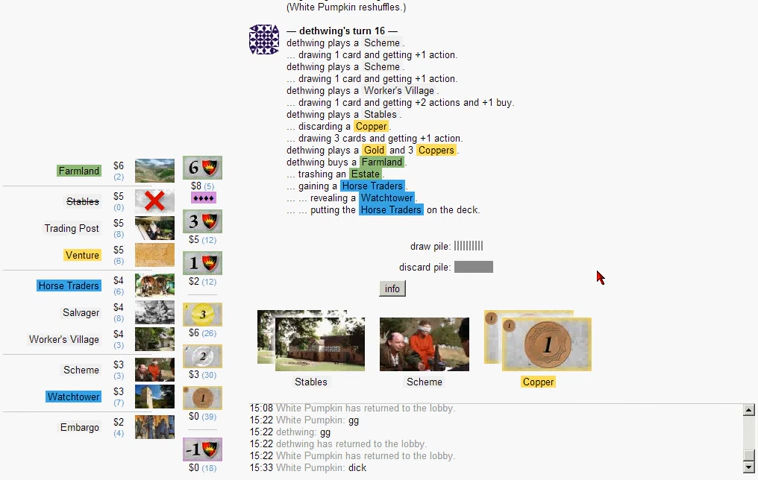 (White Pumpkin reshuffles.)
— dethwing's turn 16 —
dethwing plays a Scheme.
... drawing 1 card and getting +1 action.
dethwing plays a Scheme.
... drawing 1 card and getting +1 action.
dethwing plays a Worker's Village.
... drawing 1 card and getting +2 actions and +1 buy.
dethwing plays a Stables.
... discarding a Copper.
... drawing 3 cards and getting +1 action.
dethwing plays a Gold and 3 Coppers.
dethwing buys a Farmland.
... trashing an Estate.
... gaining a Horse Traders.
... ... revealing a Watchtower.
... ... putting the Horse Traders on the deck.
draw pile:
discard pile:
info
Farmland $6 (2)
Stables $5 (0)
Trading Post $5 (8)
Venture $5 (6)
Horse Traders $4 (6)
Salvager $4 (8)
Worker's Village $4 (3)
Scheme $3 (3)
Watchtower $3 (7)
Embargo $2 (4)
6
$8 (5)
3
$5 (12)
1
$2 (12)
3
$6 (26)
2
$3 (30)
1
$0 (39)
-1
$0 (18)
Stables
Scheme
1
1
1
Copper
15:08 White Pumpkin has returned to the lobby.
15:22 White Pumpkin: gg
15:22 dethwing: gg
15:22 dethwing has returned to the lobby.
15:22 White Pumpkin has returned to the lobby.
15:33 White Pumpkin: dick